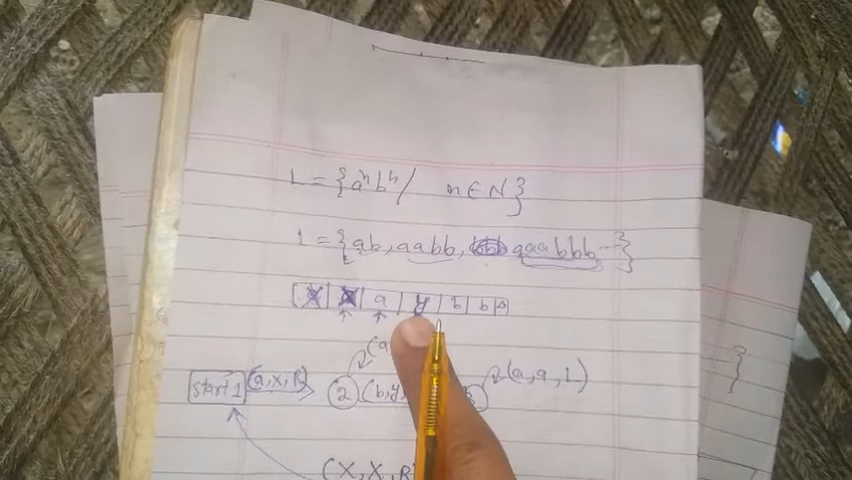 L = {aⁿbⁿ/ n ∈ N}
L = {ab, aabb, aaabbb ...}
X X a y b b Δ
(a
start 1 (a,x,R) 2 (b,y, 3 (a,a,L)
(X,X,R)